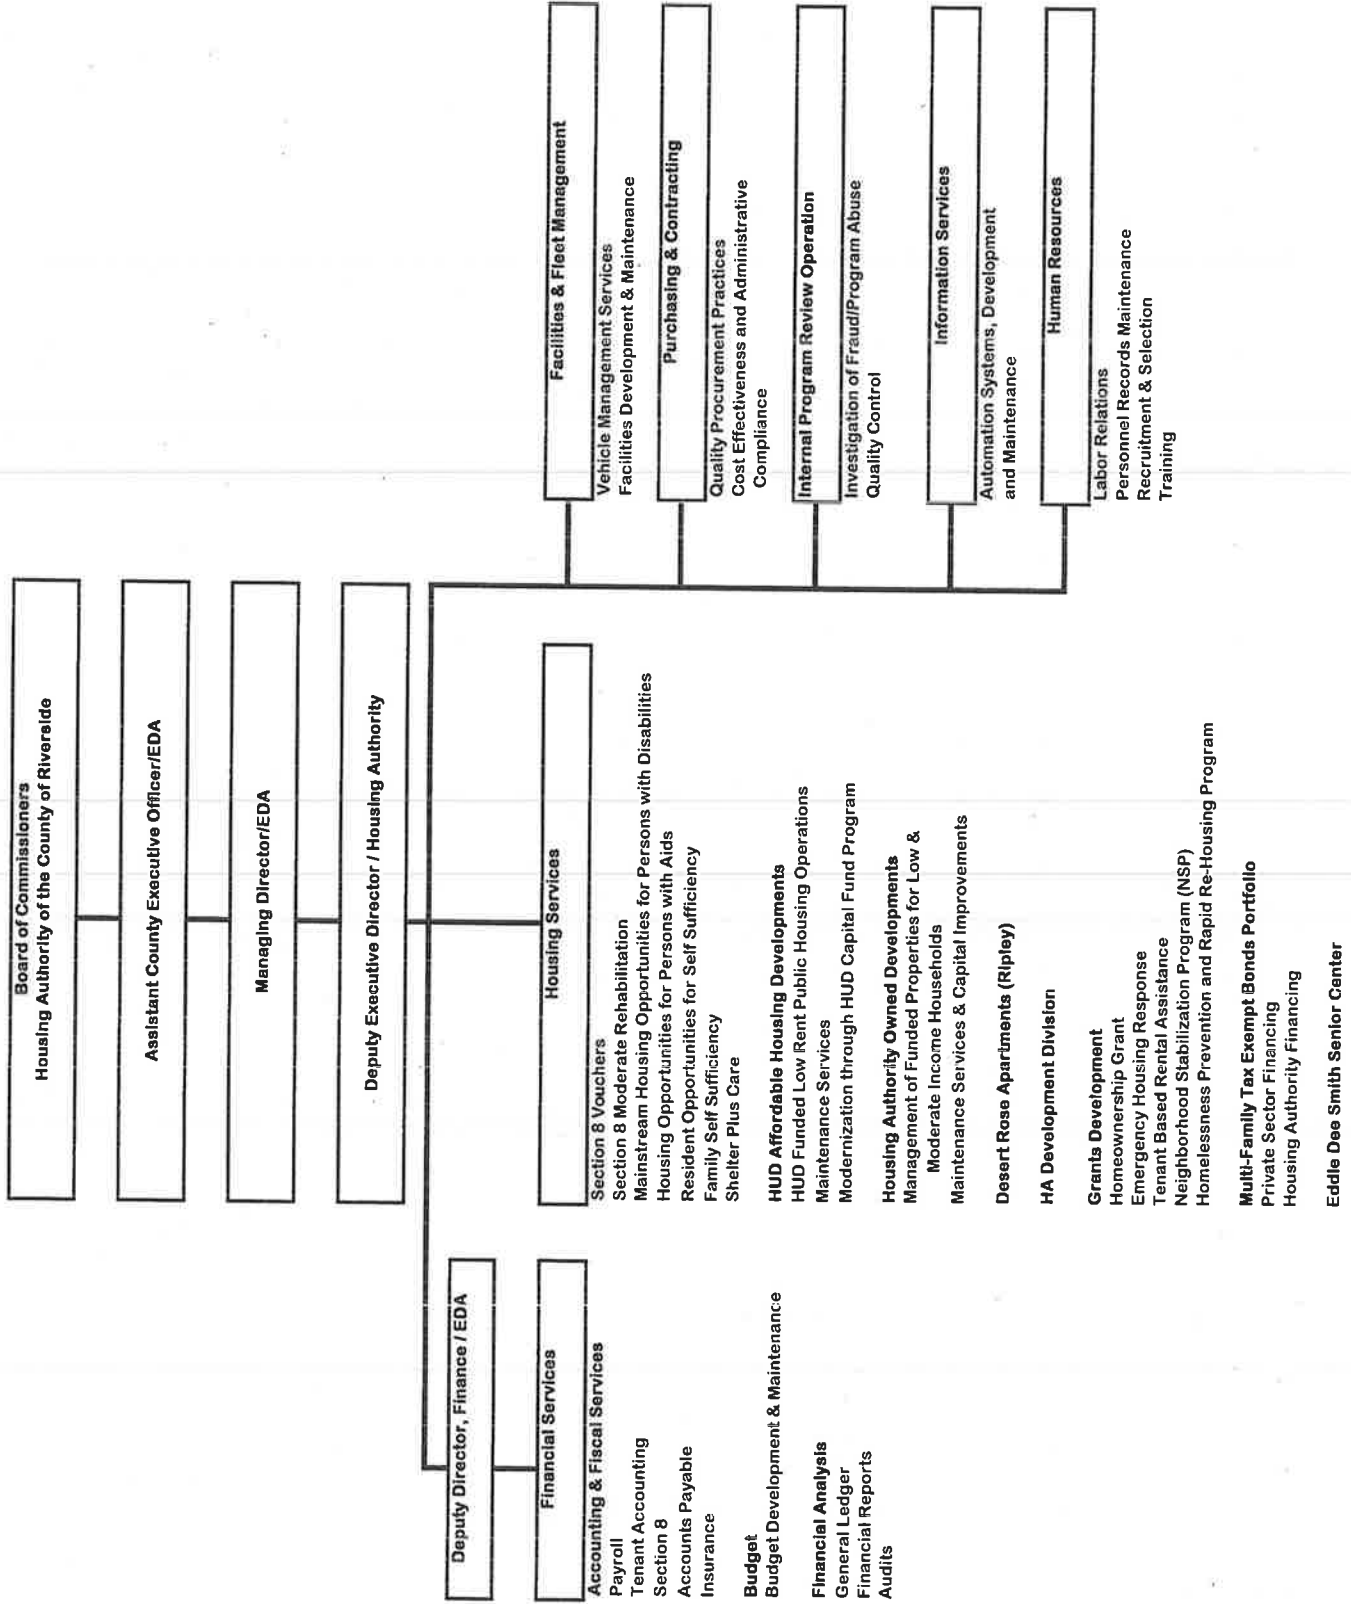 Board of Commissioners
Housing Authority of the County of Riverside
Assistant County Executive Officer/EDA
Managing Director/EDA
Deputy Executive Director / Housing Authority
Deputy Director, Finance / EDA
Financial Services
Accounting & Fiscal Services
Payroll
Tenant Accounting
Section 8
Accounts Payable
Insurance
Budget
Budget Development & Maintenance
Financial Analysis
General Ledger
Financial Reports
Audits
Housing Services
Section 8 Vouchers
Section 8 Moderate Rehabilitation
Mainstream Housing Opportunities for Persons with Disabilities
Housing Opportunities for Persons with Aids
Resident Opportunities for Self Sufficiency
Family Self Sufficiency
Shelter Plus Care
HUD Affordable Housing Developments
HUD Funded Low Rent Public Housing Operations
Maintenance Services
Modernization through HUD Capital Fund Program
Housing Authority Owned Developments
Management of Funded Properties for Low &
Moderate Income Households
Maintenance Services & Capital Improvements
Desert Rose Apartments (Ripley)
HA Development Division
Grants Development
Homeownership Grant
Emergency Housing Response
Tenant Based Rental Assistance
Neighborhood Stabilization Program (NSP)
Homelessness Prevention and Rapid Re-Housing Program
Multi-Family Tax Exempt Bonds Portfolio
Private Sector Financing
Housing Authority Financing
Eddie Dee Smith Senior Center
Facilities & Fleet Management
Vehicle Management Services
Facilities Development & Maintenance
Purchasing & Contracting
Quality Procurement Practices
Cost Effectiveness and Administrative
Compliance
Internal Program Review Operation
Investigation of Fraud/Program Abuse
Quality Control
Information Services
Automation Systems, Development
and Maintenance
Human Resources
Labor Relations
Personnel Records Maintenance
Recruitment & Selection
Training